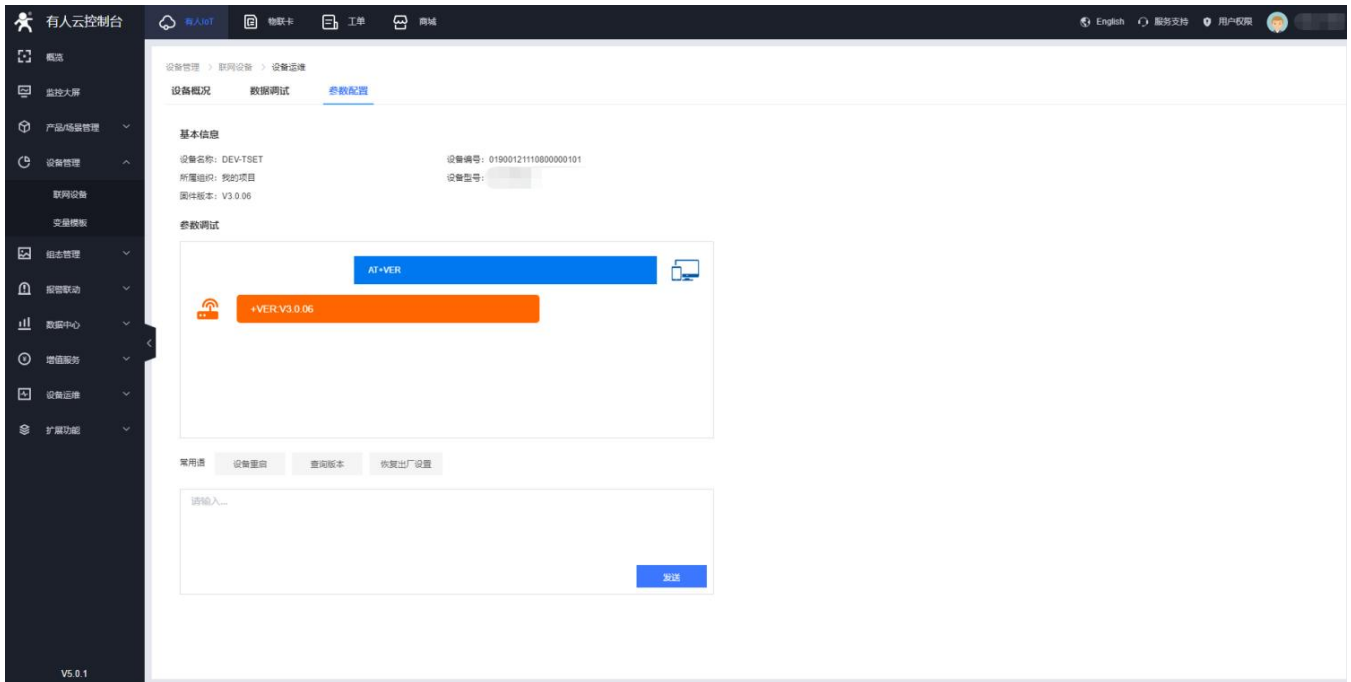 有人云控制台
有人IoT 物联卡 工单 商城 English 服务支持 用户权限
概览
监控大屏
产品/场景管理
设备管理
联网设备
变量模板
组态管理
报警联动
数据中心
增值服务
设备运维
扩展功能
V5.0.1
设备管理 > 联网设备 > 设备运维
设备概况 数据调试 参数配置
基本信息
设备名称：DEV-TSET 设备编号：01900121110800000101
所属组织：我的项目 设备型号：
固件版本：V3.0.06
参数调试
AT+VER
+VER:V3.0.06
常用语 设备重启 查询版本 恢复出厂设置
请输入...
发送